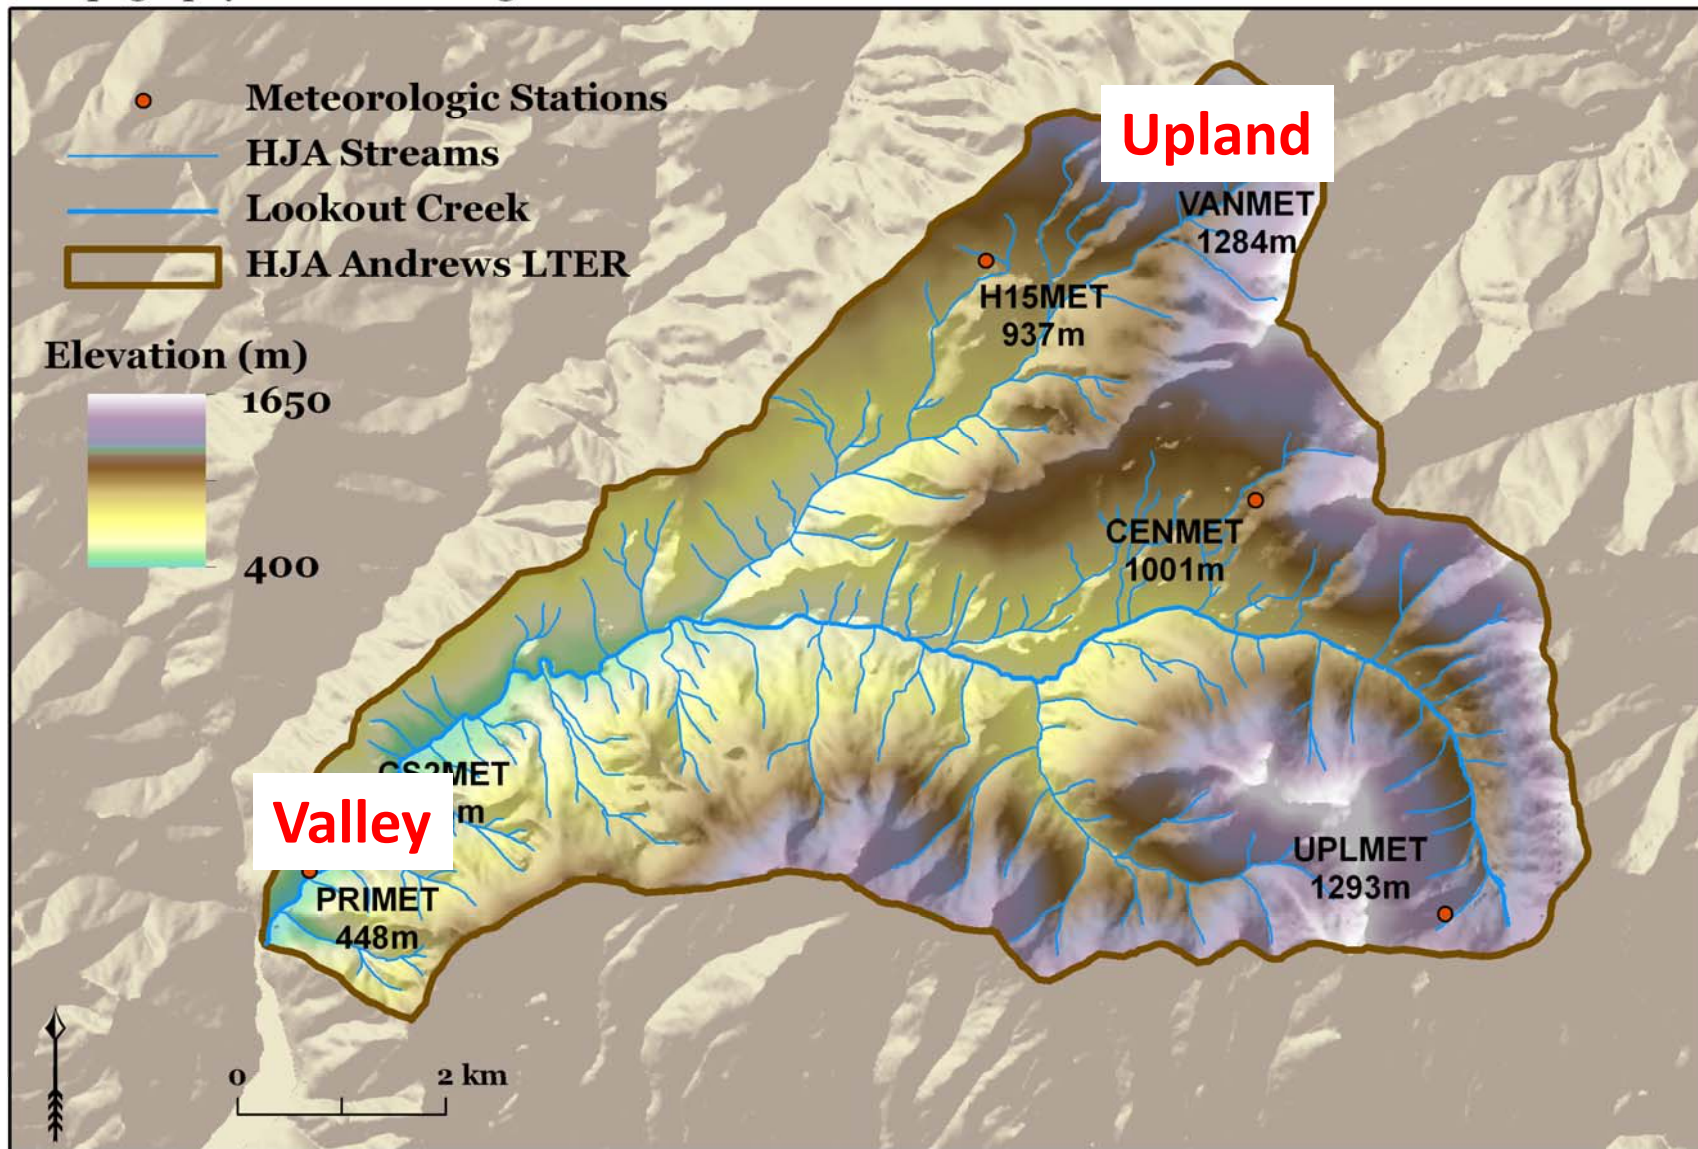 Meteorologic Stations
HJA Streams
Lookout Creek
HJA Andrews LTER
Elevation (m)
1650
400
Upland
VANMET
1284m
H15MET
937m
CENMET
1001m
UPLMET
1293m
CS2MET
m
Valley
PRIMET
448m
0 2 km